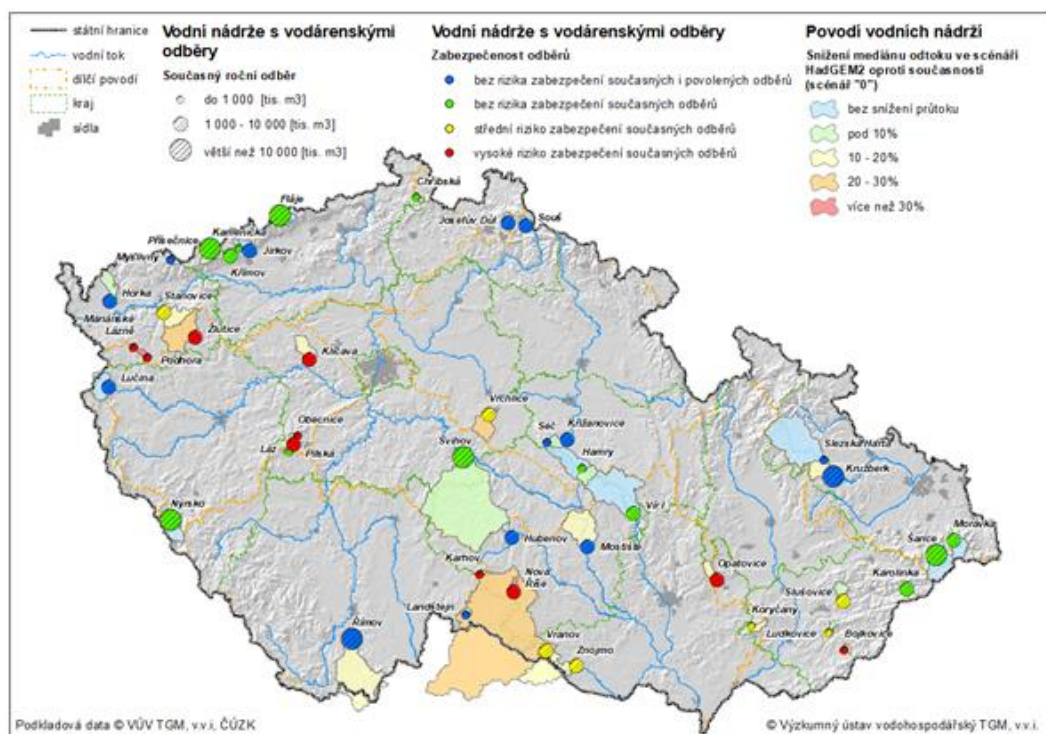 státní hranice
vodní tok
dílčí povodí
kraj
sídla
Vodní nádrže s vodárenskými
odběry
Současný roční odběr
do 1 000 [tis. m3]
1 000 - 10 000 [tis. m3]
větší než 10 000 [tis. m3]
Vodní nádrže s vodárenskými odběry
Zabezpečenost odběrů
bez rizika zabezpečení současných i povolených odběrů
bez rizika zabezpečení současných odběrů
střední riziko zabezpečení současných odběrů
vysoké riziko zabezpečení současných odběrů
Povodí vodních nádrží
Snížení mediánu odtoku ve scénáři
HadGEM2 oproti současnosti
(scénář "0")
bez snížení průtoku
pod 10%
10 - 20%
20 - 30%
více než 30%
Chřibská
Fláje
Josefův Důl
Souš
Kamenička
Přísečnice
Jirkov
Myslivny
Křímov
Horka
Stanovice
Mariánské
Lázně
Žlutice
Podhora
Klíčava
Lučina
Obecnice
Vrchlice
Seč
Křižanovice
Láz
Pilská
Švihov
Hamry
Slezská Harta
Kružberk
Nýrsko
Vír I
Morávka
Hubenov
Mostiště
Šance
Karhov
Nová
Říše
Opatovice
Karolinka
Slušovice
Landštejn
Koryčany
Římov
Vranov
Ludkovice
Bojkovice
Znojmo
Podkladová data © VÚV TGM, v.v.i, ČÚZK
© Výzkumný ústav vodohospodářský TGM, v.v.i.